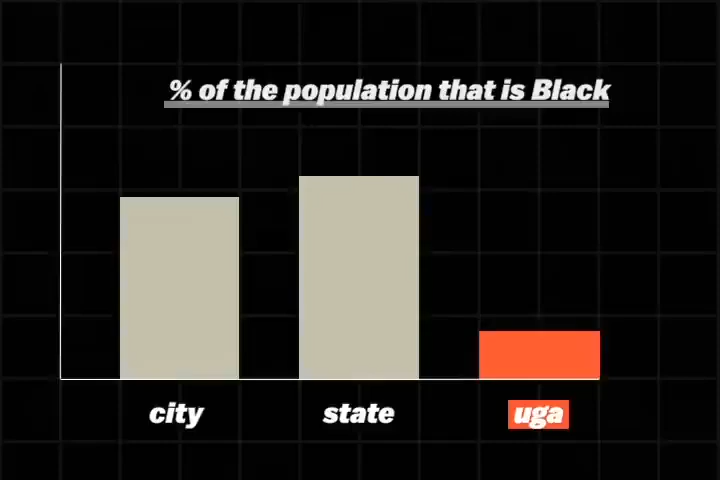 % of the population that is Black
city
state
uga